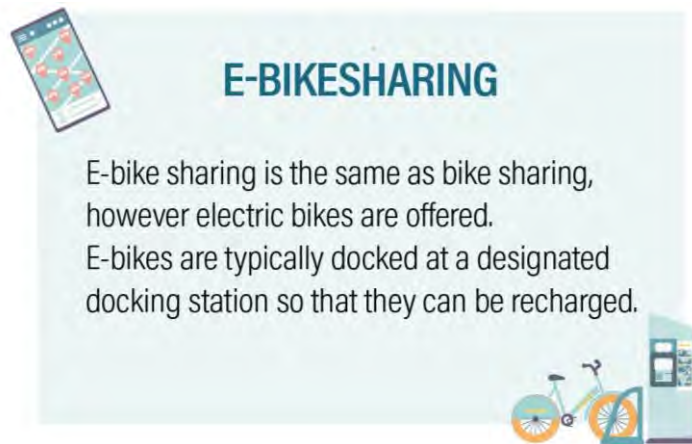 E-BIKESHARING
E-bike sharing is the same as bike sharing,
however electric bikes are offered.
E-bikes are typically docked at a designated
docking station so that they can be recharged.